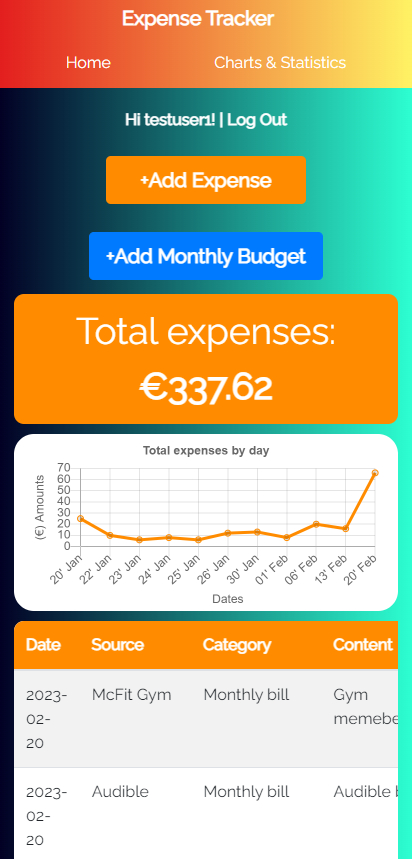 Expense Tracker
Home Charts & Statistics
Hi testuser1! | Log Out
+Add Expense
+Add Monthly Budget
Total expenses:
€337.62
Total expenses by day
(€) Amounts
70
60
50
40
30
20
10
0
20' Jan 22' Jan 23' Jan 24' Jan 25' Jan 26' Jan 30' Jan 01' Feb 06' Feb 13' Feb 20' Feb
Dates
Date Source Category Content
2023- McFit Gym Monthly bill Gym
02- memebe
20
2023- Audible Monthly bill Audible
02-
20